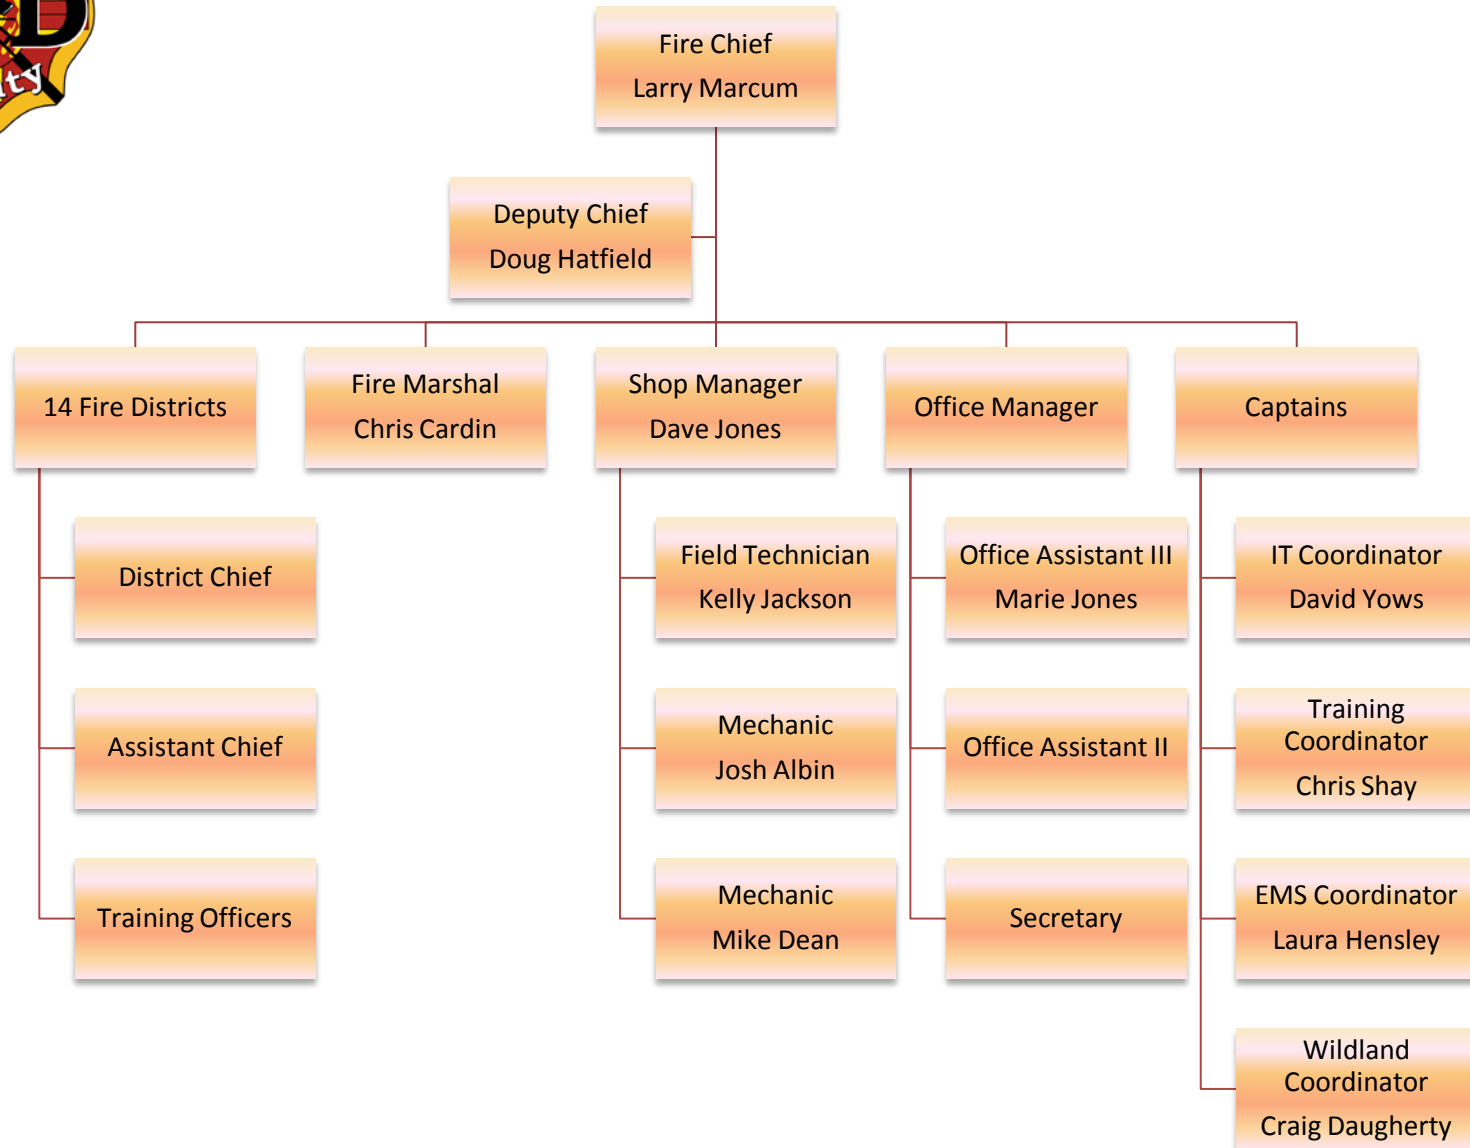 Fire Chief
Larry Marcum
Deputy Chief
Doug Hatfield
14 Fire Districts
Fire Marshal
Chris Cardin
Shop Manager
Dave Jones
Office Manager
Captains
District Chief
Assistant Chief
Training Officers
Field Technician
Kelly Jackson
Mechanic
Josh Albin
Mechanic
Mike Dean
Office Assistant III
Marie Jones
Office Assistant II
Secretary
IT Coordinator
David Yows
Training
Coordinator
Chris Shay
EMS Coordinator
Laura Hensley
Wildland
Coordinator
Craig Daugherty